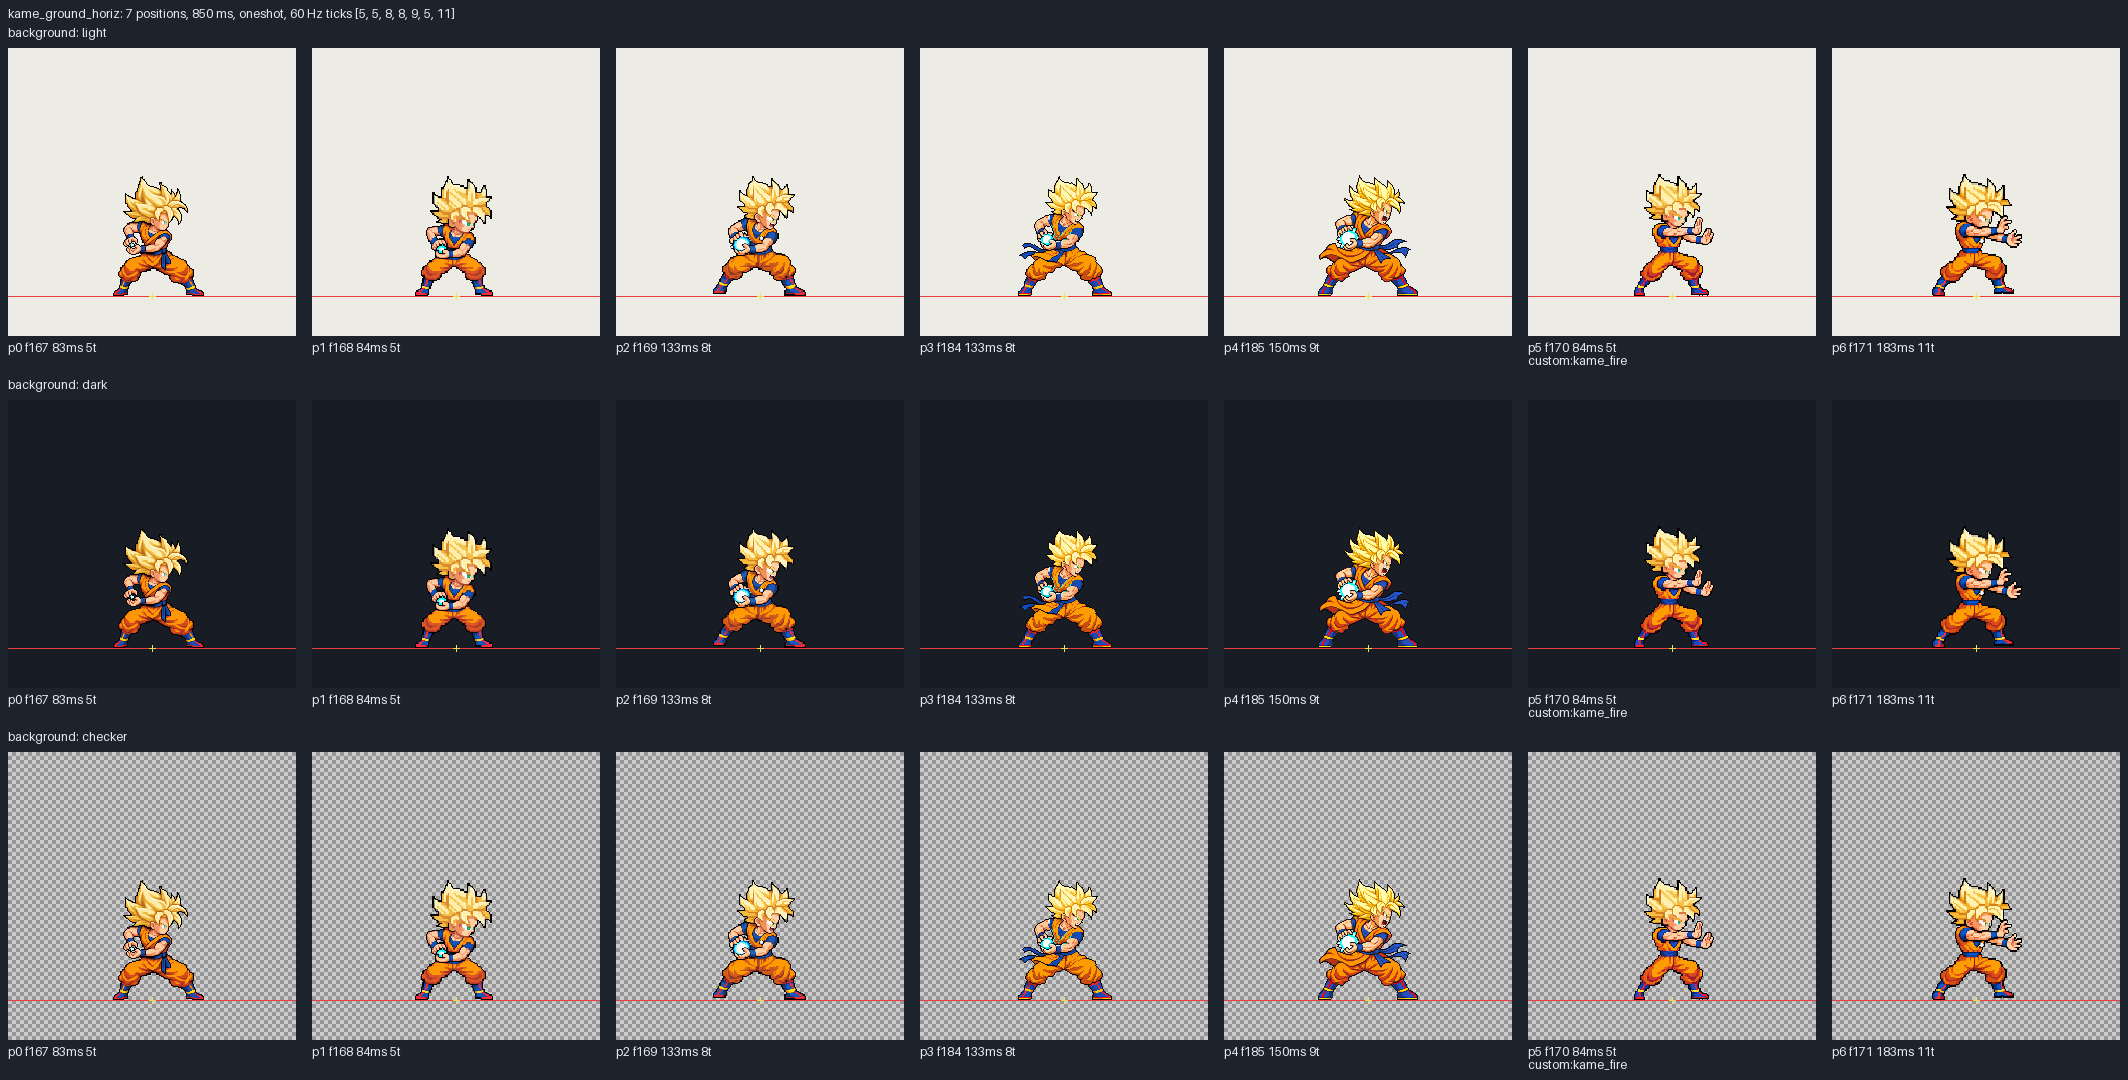 kame_ground_horiz: 7 positions, 850 ms, oneshot, 60 Hz ticks [5, 5, 8, 8, 9, 5, 11]
background: light
p0 f167 83ms 5t
p1 f168 84ms 5t
p2 f169 133ms 8t
p3 f184 133ms 8t
p4 f185 150ms 9t
p5 f170 84ms 5t
custom:kame_fire
p6 f171 183ms 11t
background: dark
p0 f167 83ms 5t
p1 f168 84ms 5t
p2 f169 133ms 8t
p3 f184 133ms 8t
p4 f185 150ms 9t
p5 f170 84ms 5t
custom:kame_fire
p6 f171 183ms 11t
background: checker
p0 f167 83ms 5t
p1 f168 84ms 5t
p2 f169 133ms 8t
p3 f184 133ms 8t
p4 f185 150ms 9t
p5 f170 84ms 5t
custom:kame_fire
p6 f171 183ms 11t